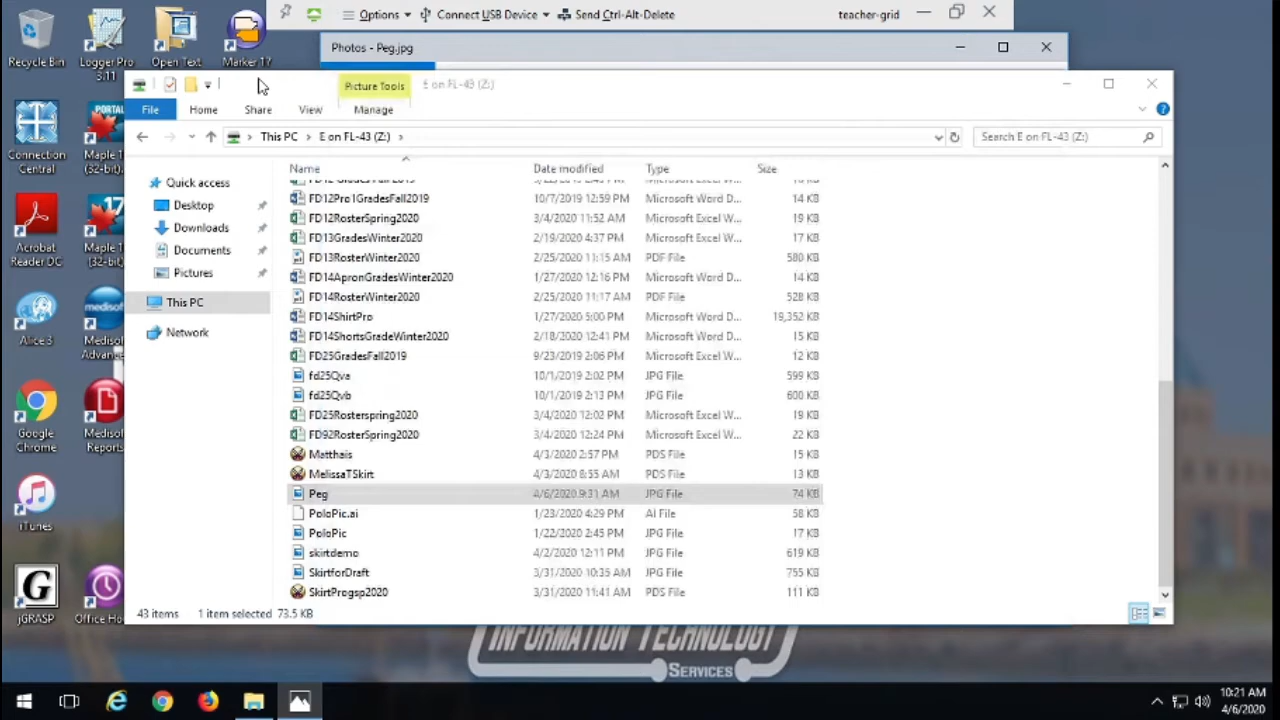 Options
Connect USB Device
Send Ctrl-Alt-Delete
teacher-grid
Recycle Bin
Logger Pro 3.11
Open Text
Marker 17
Photos - Peg.jpg
Picture Tools
E on FL-43 (Z:)
File
Home
Share
View
Manage
This PC
E on FL-43 (Z:)
Search E on FL-43 (Z:)
Connection Central
Maple 1
(32-bit)
Acrobat Reader DC
Maple 1
(32-bit)
Alice 3
Medisof
Advance
Google Chrome
Medisof
Reports
iTunes
jGRASP
Office Ho
Quick access
Desktop
Downloads
Documents
Pictures
This PC
Network
Name Date modified Type Size
FD12Pro1GradesFall2019 10/7/2019 12:59 PM Microsoft Word D... 14 KB
FD12RosterSpring2020 3/4/2020 11:52 AM Microsoft Excel W... 19 KB
FD13GradesWinter2020 2/19/2020 4:37 PM Microsoft Excel W... 17 KB
FD13RosterWinter2020 2/25/2020 11:15 AM PDF File 580 KB
FD14ApronGradesWinter2020 1/27/2020 12:16 PM Microsoft Word D... 14 KB
FD14RosterWinter2020 2/25/2020 11:17 AM PDF File 528 KB
FD14ShirtPro 1/27/2020 5:00 PM Microsoft Word D... 19,352 KB
FD14ShortsGradeWinter2020 2/18/2020 12:41 PM Microsoft Word D... 15 KB
FD25GradesFall2019 9/23/2019 2:06 PM Microsoft Excel W... 12 KB
fd25Qva 10/1/2019 2:02 PM JPG File 599 KB
fd25Qvb 10/1/2019 2:13 PM JPG File 600 KB
FD25Rosterspring2020 3/4/2020 12:02 PM Microsoft Excel W... 19 KB
FD92RosterSpring2020 3/4/2020 12:24 PM Microsoft Excel W... 22 KB
Matthais 4/3/2020 2:57 PM PDS File
MelissaTSkirt 4/3/2020 8:55 AM PDS File 13 KB
Peg 4/6/2020 9:31 AM JPG File 74 KB
PoloPic.ai 1/23/2020 4:29 PM AI File 58 KB
PoloPic 1/22/2020 2:45 PM JPG File 17 KB
skirtdemo 4/2/2020 12:11 PM JPG File 619 KB
SkirtforDraft 3/31/2020 10:35 AM JPG File 755 KB
SkirtProgsp2020 3/31/2020 11:41 AM PDS File 111 KB
43 items 1 item selected 73.5 KB
INFORMATION TECHNOLOGY
SERVICES
10:21 AM
4/6/2020